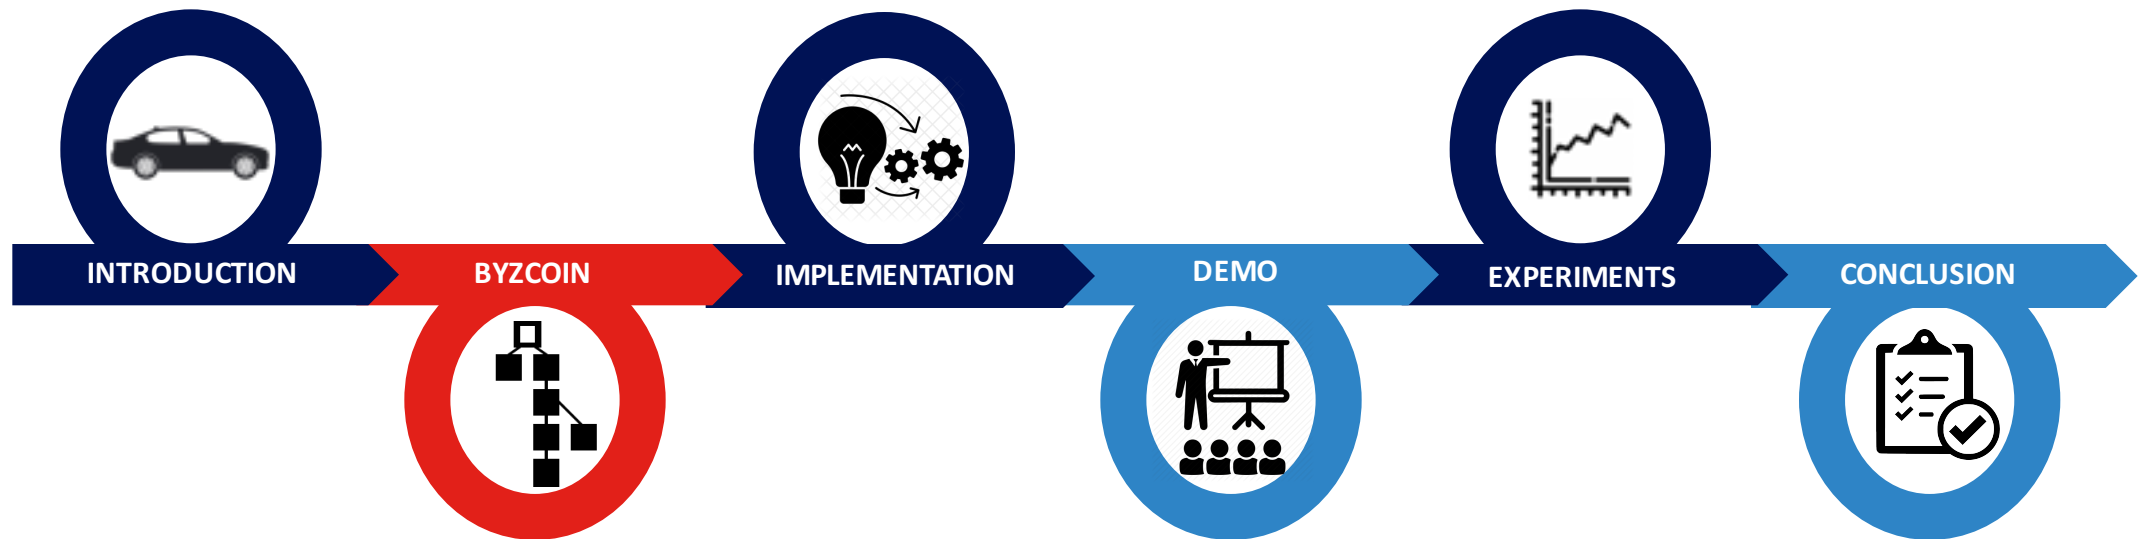 INTRODUCTION
BYZCOIN
IMPLEMENTATION
DEMO
EXPERIMENTS
CONCLUSION